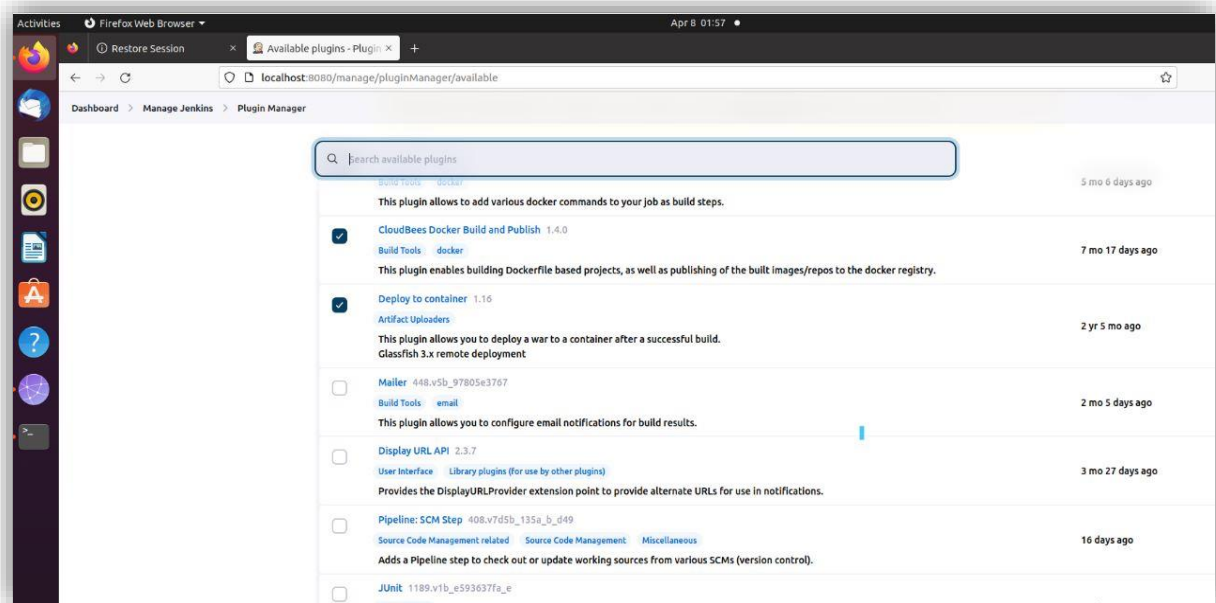 Activities Firefox Web Browser Apr 8 01:57
Restore Session × Available plugins - Plugin × +
localhost:8080/manage/pluginManager/available
Dashboard > Manage Jenkins > Plugin Manager
Search available plugins
Build Tools docker 5 mo 6 days ago
This plugin allows to add various docker commands to your job as build steps.
CloudBees Docker Build and Publish 1.4.0
Build Tools docker 7 mo 17 days ago
This plugin enables building Dockerfile based projects, as well as publishing of the built images/repos to the docker registry.
Deploy to container 1.16
Artifact Uploaders 2 yr 5 mo ago
This plugin allows you to deploy a war to a container after a successful build.
Glassfish 3.x remote deployment
Mailer 448.v5b_97805e3767
Build Tools email 2 mo 5 days ago
This plugin allows you to configure email notifications for build results.
Display URL API 2.3.7
User Interface Library plugins (for use by other plugins) 3 mo 27 days ago
Provides the DisplayURLProvider extension point to provide alternate URLs for use in notifications.
Pipeline: SCM Step 408.v7d5b_135a_b_d49
Source Code Management related Source Code Management Miscellaneous 16 days ago
Adds a Pipeline step to check out or update working sources from various SCMs (version control).
JUnit 1189.v1b_e593637fa_e